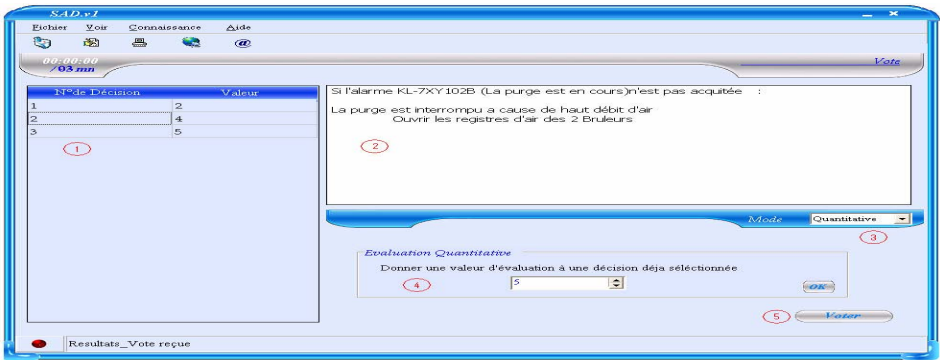 SAD.v1
Fichier Voir Connaissance Aide
00:00:00
/03 mn
Vote
N°de Décision Valeur
1 2
2 4
3 5
1
Si l'alarme KL-7XY102B (La purge est en cours)n'est pas acquitée :
La purge est interrompu a cause de haut débit d'air
Ouvrir les registres d'air des 2 Bruleurs
2
Mode Quantitative
3
Evaluation Quantitative
Donner une valeur d'évaluation à une décision déja séléctionnée
4 5
OK
5 Voter
Resultats_Vote reçue